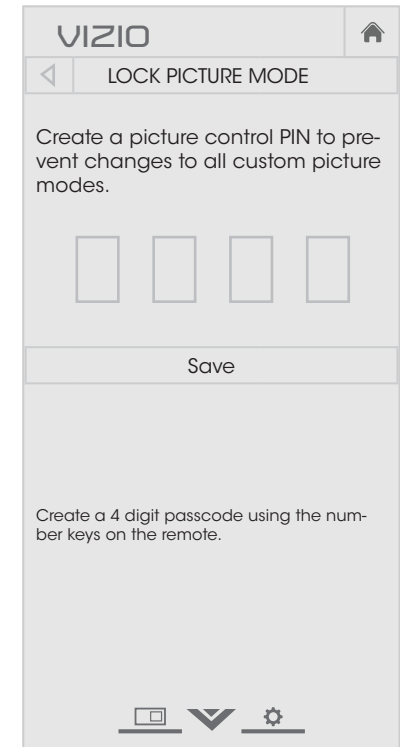 VIZIO
LOCK PICTURE MODE
Create a picture control PIN to pre-
vent changes to all custom picture
modes.
Save
Create a 4 digit passcode using the num-
ber keys on the remote.